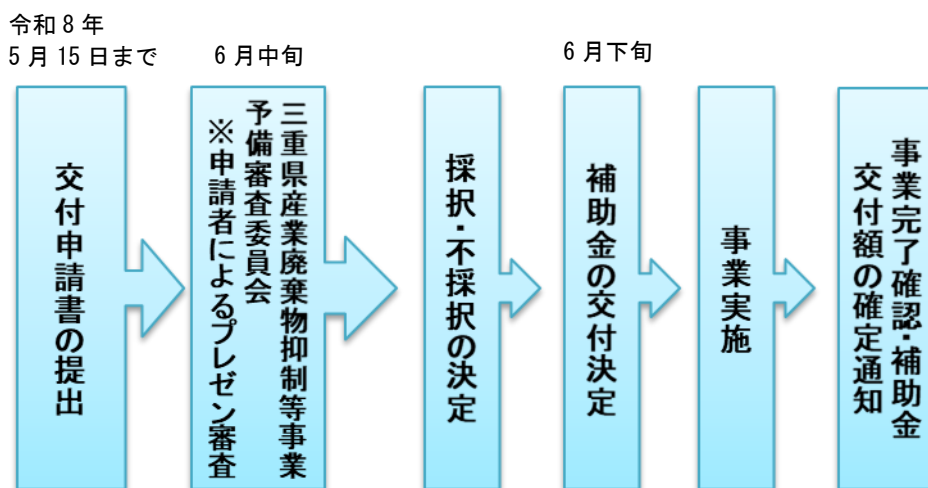 令和8年
5月15日まで
6月中旬
6月下旬
交付申請書の提出
三重県産業廃棄物抑制等事業
予備審査委員会
※申請者によるプレゼン審査
採択・不採択の決定
補助金の交付決定
事業実施
事業完了確認・補助金
交付額の確定通知